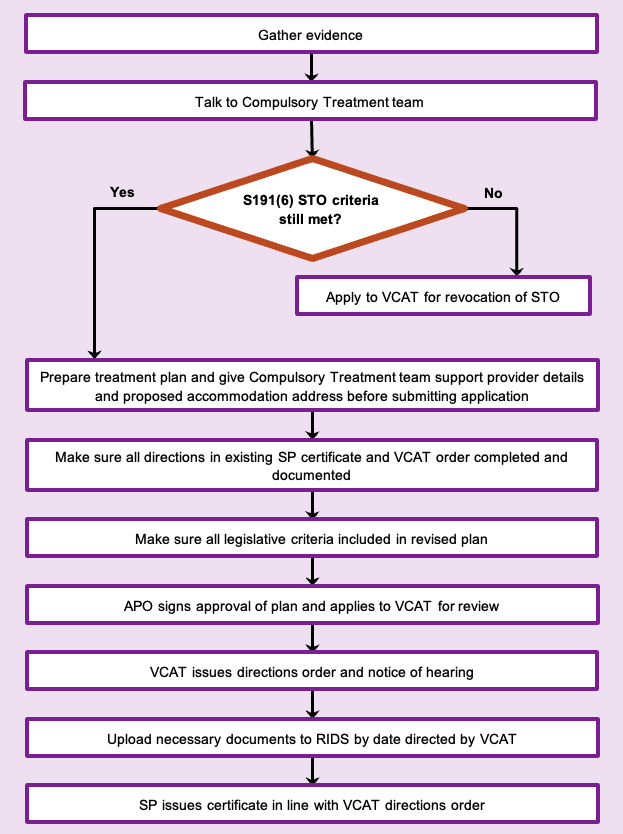 Gather evidence
Talk to Compulsory Treatment team
S191(6) STO criteria
still met?
Yes
No
Apply to VCAT for revocation of STO
Prepare treatment plan and give Compulsory Treatment team support provider details
and proposed accommodation address before submitting application
Make sure all directions in existing SP certificate and VCAT order completed and
documented
Make sure all legislative criteria included in revised plan
APO signs approval of plan and applies to VCAT for review
VCAT issues directions order and notice of hearing
Upload necessary documents to RIDS by date directed by VCAT
SP issues certificate in line with VCAT directions order